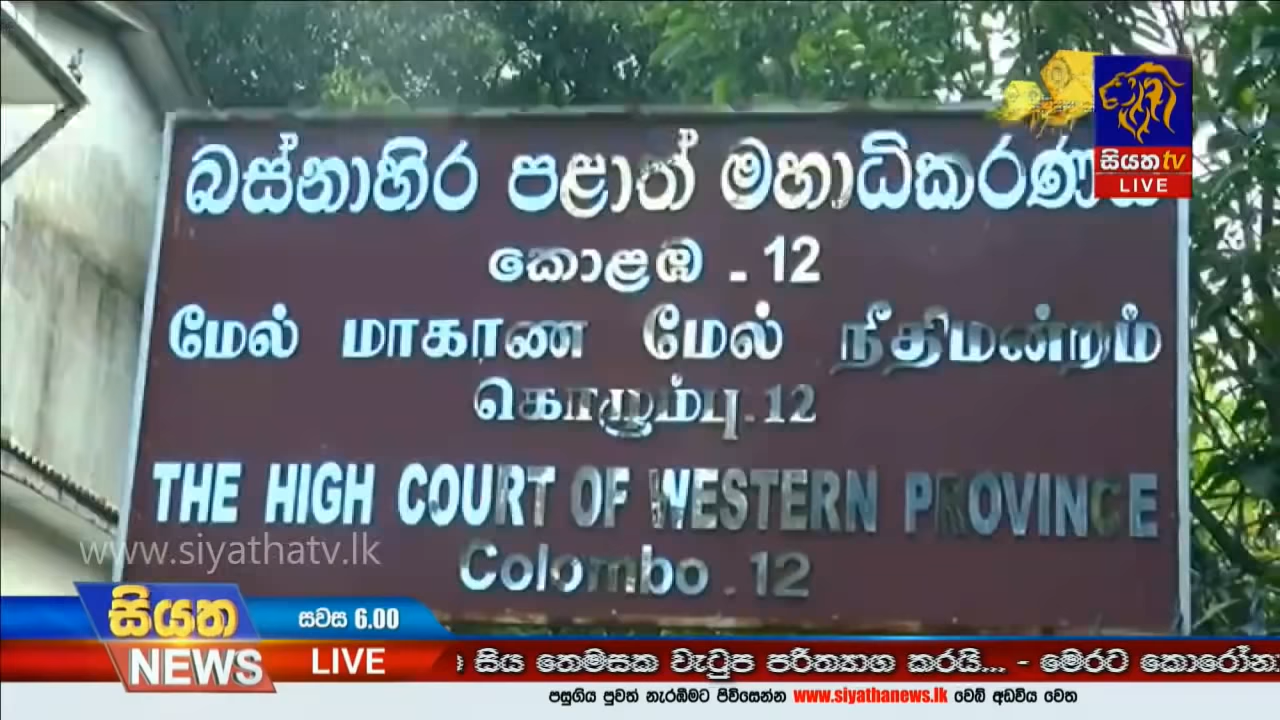 බස්නාහිර පළාත් මහාධිකරණය
සියත tv
LIVE
කොළඹ - 12
மேல் மாகாண மேல் நீதிமன்றம்
கொழும்பு.12
THE HIGH COURT OF WESTERN PROVINCE
www.siyathatv.lk
Colombo . 12
සියත
NEWS
සවස 6.00
LIVE
සිය තෙමසක වැටුප පරිත්‍යාග කරයි... - මෙරට කොරෝනා
පසුගිය පුවත් නැරඹීමට පිවිසෙන්න www.siyathanews.lk වෙබ් අඩවිය වෙත